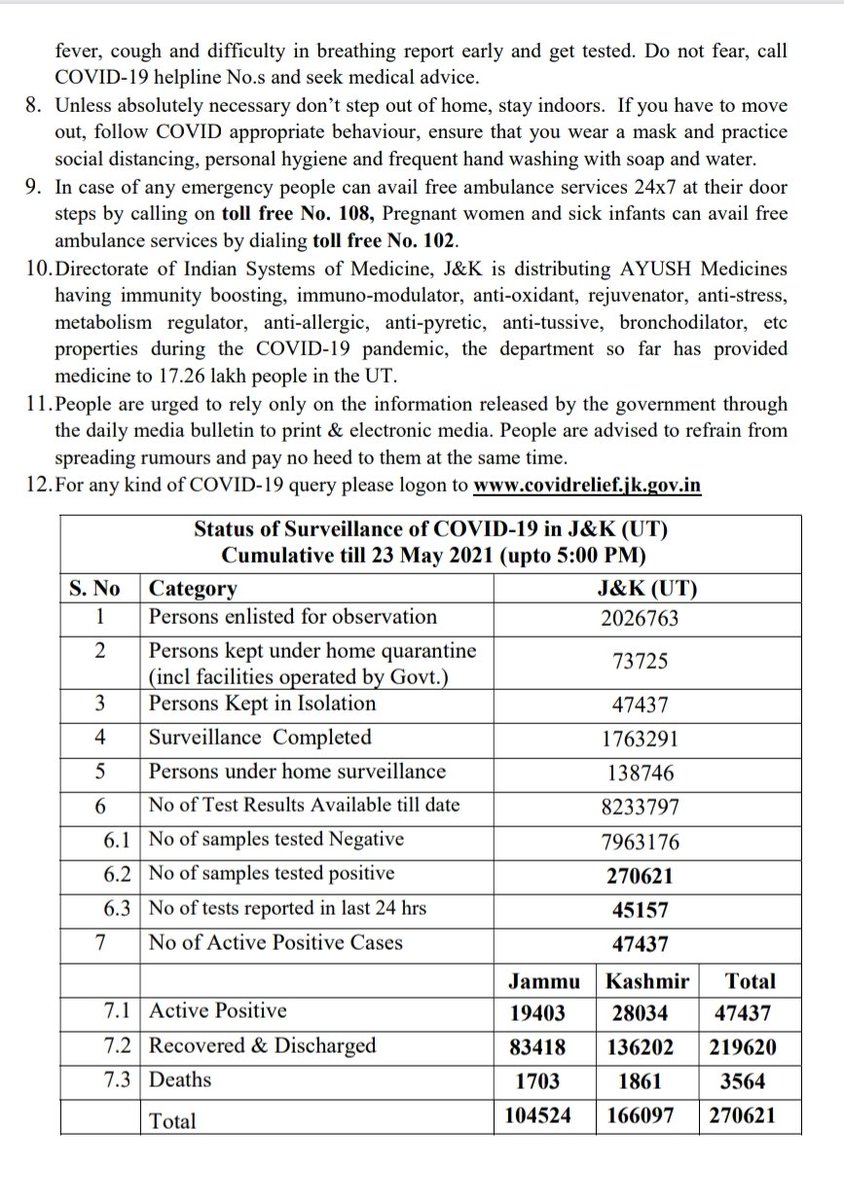 fever, cough and difficulty in breathing report early and get tested. Do not fear, call
COVID-19 helpline No.s and seek medical advice.
8. Unless absolutely necessary don’t step out of home, stay indoors. If you have to move
out, follow COVID appropriate behaviour, ensure that you wear a mask and practice
social distancing, personal hygiene and frequent hand washing with soap and water.
9. In case of any emergency people can avail free ambulance services 24x7 at their door
steps by calling on toll free No. 108, Pregnant women and sick infants can avail free
ambulance services by dialing toll free No. 102.
10.Directorate of Indian Systems of Medicine, J&K is distributing AYUSH Medicines
having immunity boosting, immuno-modulator, anti-oxidant, rejuvenator, anti-stress,
metabolism regulator, anti-allergic, anti-pyretic, anti-tussive, bronchodilator, etc
properties during the COVID-19 pandemic, the department so far has provided
medicine to 17.26 lakh people in the UT.
11.People are urged to rely only on the information released by the government through
the daily media bulletin to print & electronic media. People are advised to refrain from
spreading rumours and pay no heed to them at the same time.
12.For any kind of COVID-19 query please logon to www.covidrelief.jk.gov.in
Status of Surveillance of COVID-19 in J&K (UT)
Cumulative till 23 May 2021 (upto 5:00 PM)
S. No Category J&K (UT)
1 Persons enlisted for observation 2026763
2 Persons kept under home quarantine
(incl facilities operated by Govt.) 73725
3 Persons Kept in Isolation 47437
4 Surveillance Completed 1763291
5 Persons under home surveillance 138746
6 No of Test Results Available till date 8233797
6.1 No of samples tested Negative 7963176
6.2 No of samples tested positive 270621
6.3 No of tests reported in last 24 hrs 45157
7 No of Active Positive Cases 47437
Jammu Kashmir Total
7.1 Active Positive 19403 28034 47437
7.2 Recovered & Discharged 83418 136202 219620
7.3 Deaths 1703 1861 3564
Total 104524 166097 270621